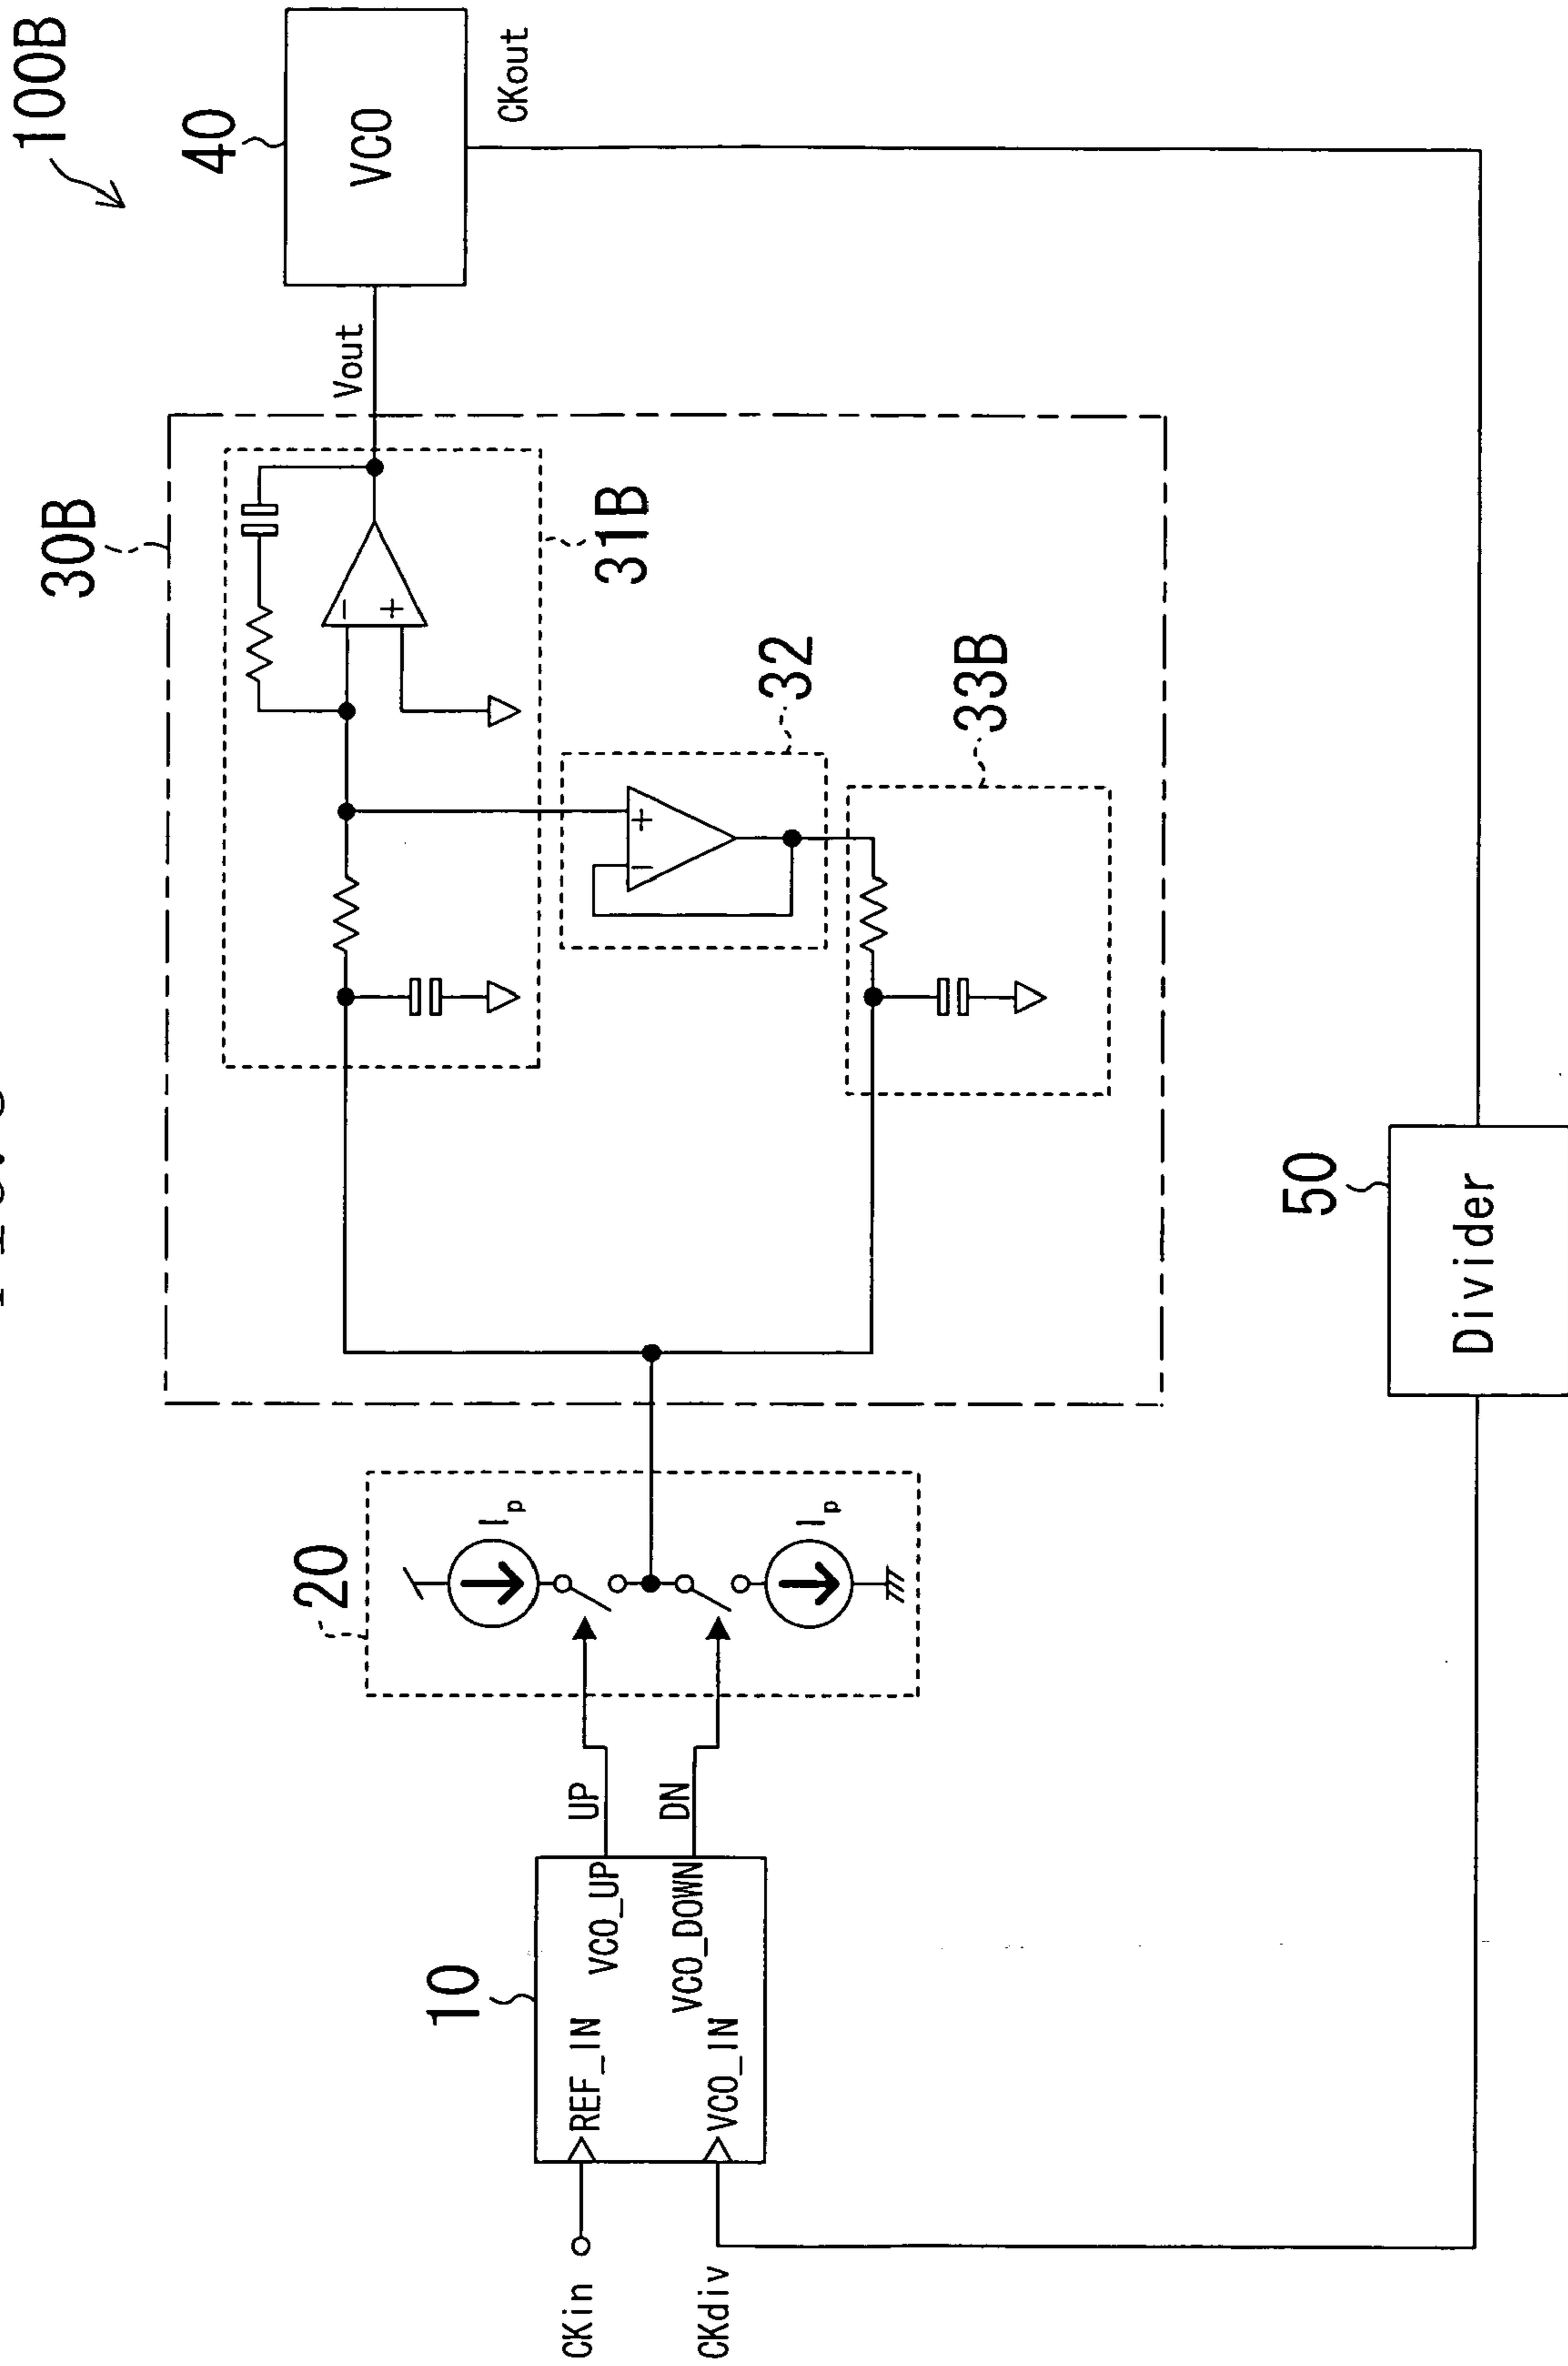 100B
30B
40
VCO
Vout
CKout
31B
32
33B
20
Ip
Ip
10
UP
DN
REF_IN
VCO_UP
VCO_DOWN
VCO_IN
CKin
CKdiv
50
Divider
-
+
-
+